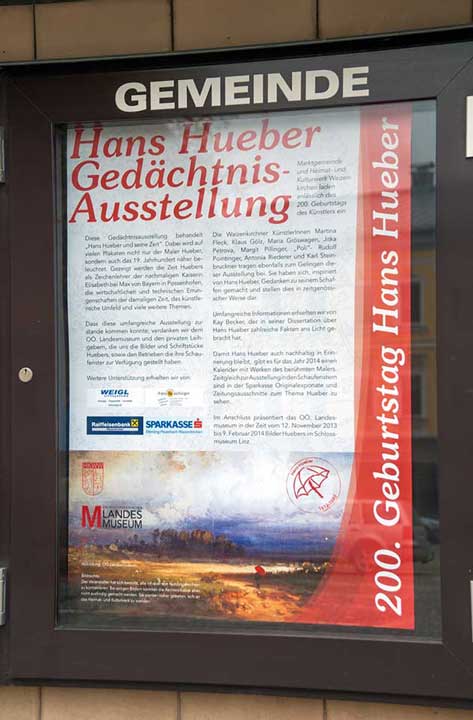 GEMEINDE
Hans Hueber
Gedächtnis-
Ausstellung
Marktgemeinde
und Heimat- und
Kulturwerk Waizen-
kirchen laden
anlässlich des
200. Geburtstags
des Künstlers ein
Diese Gedächtnisausstellung behandelt
„Hans Hueber und seine Zeit". Dabei wird auf
vielen Plakaten nicht nur der Maler Hueber,
sondern auch das 19. Jahrhundert näher be-
leuchtet. Gezeigt werden die Zeit Huebers
als Zeichenlehrer der nachmaligen Kaiserin
Elisabeth bei Max von Bayern in Possenhofen,
die wirtschaftlichen und technischen Errun-
genschaften der damaligen Zeit, das künstle-
rische Umfeld und viele weitere Themen.
Dass diese umfangreiche Ausstellung zu-
stande kommen konnte, verdanken wir dem
OÖ. Landesmuseum und den privaten Leih-
gebern, die uns die Bilder und Schriftstücke
Huebers, sowie den Betrieben die ihre Schau-
fenster zur Verfügung gestellt haben.
Weitere Unterstützung erhielten wir von:
WEIGL
Raiffeisenbank
SPARKASSE
Die Waizenkirchner KünstlerInnen Martina
Fleck, Klaus Gölz, Maria Gröswagen, Jitka
Petrova, Margit Pillinger, „Poli" Rudolf
Pointinger, Antonia Riederer und Karl Stein-
bruckner tragen ebenfalls zum Gelingen die-
ser Ausstellung bei. Sie haben sich, inspiriert
von Hans Hueber, Gedanken zu seinem Schaf-
fen gemacht und stellen dies in zeitgenössi-
scher Weise dar.
Umfangreiche Informationen erhielten wir von
Kay Becker, der in seiner Dissertation über
Hans Hueber zahlreiche Fakten ans Licht ge-
bracht hat.
Damit Hans Hueber auch nachhaltig in Erin-
nerung bleibt, gibt es für das Jahr 2014 einen
Kalender mit Werken des berühmten Malers.
Zeitgleich zur Ausstellung in den Schaufenstern
sind in der Sparkasse Originalexponate und
Zeitungsausschnitte zum Thema Hueber zu
sehen.
Im Anschluss präsentiert das OÖ. Landes-
museum in der Zeit vom 12. November 2013
bis 9. Februar 2014 Bilder Huebers im Schloss-
museum Linz.
200. Geburtstag Hans Hueber
LANDES
MUSEUM